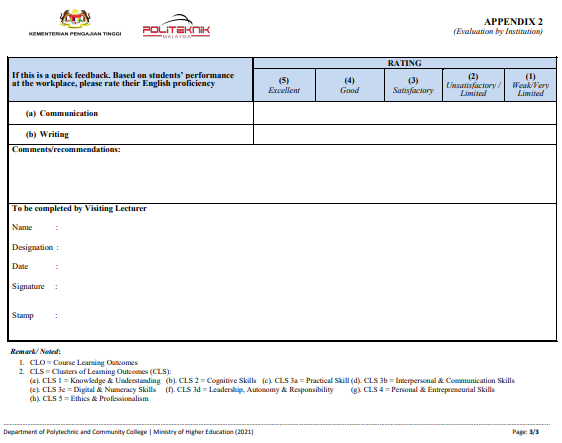 KEMENTERIAN PENGAJIAN TINGGI
POLITEKNIK
MALAYSIA
APPENDIX 2
(Evaluation by Institution)
If this is a quick feedback. Based on students' performance
at the workplace, please rate their English proficiency
RATING
(5)
Excellent
(4)
Good
(3)
Satisfactory
(2)
Unsatisfactory /
Limited
(1)
Weak/Very
Limited
(a) Communication
(b) Writing
Comments/recommendations:
To be completed by Visiting Lecturer
Name :
Designation :
Date :
Signature :
Stamp :
Remark/ Noted:
1. CLO = Course Learning Outcomes
2. CLS = Clusters of Learning Outcomes (CLS):
(a). CLS 1 = Knowledge & Understanding (b). CLS 2 = Cognitive Skills (c). CLS 3a = Practical Skill (d). CLS 3b = Interpersonal & Communication Skills
(e). CLS 3c = Digital & Numeracy Skills (f). CLS 3d = Leadership, Autonomy & Responsibility (g). CLS 4 = Personal & Entrepreneurial Skills
(h). CLS 5 = Ethics & Professionalism
Department of Polytechnic and Community College | Ministry of Higher Education (2021)
Page: 3/3